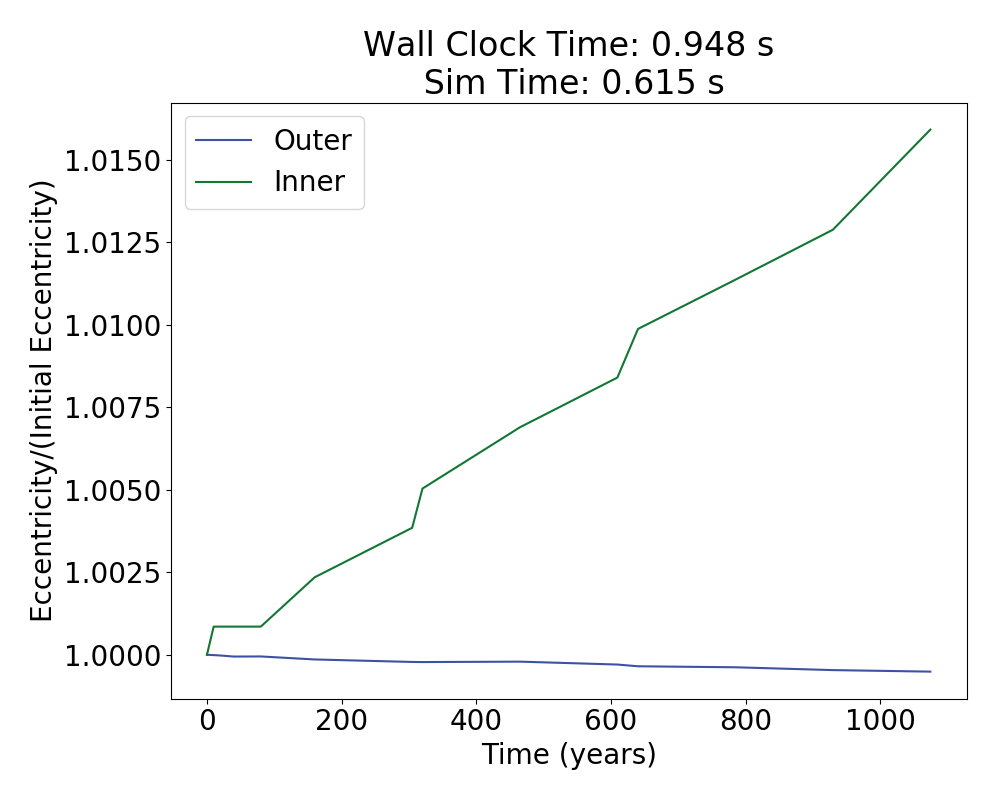 Wall Clock Time: 0.948 s
Sim Time: 0.615 s
Outer
Inner
Eccentricity/(Initial Eccentricity)
1.0150
1.0125
1.0100
1.0075
1.0050
1.0025
1.0000
0
200
400
600
800
1000
Time (years)